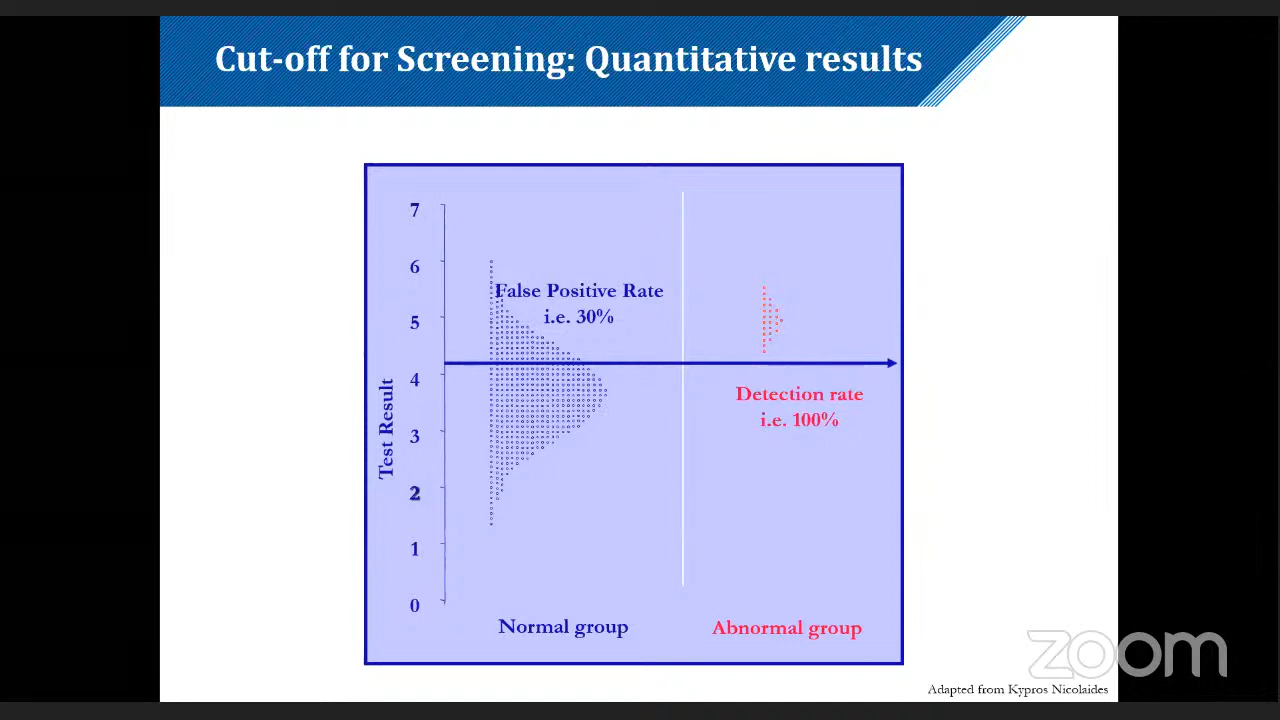 Cut-off for Screening: Quantitative results
7
6
5
4
3
2
1
0
Test Result
False Positive Rate
i.e. 30%
Detection rate
i.e. 100%
Normal group
Abnormal group
zoom
Adapted from Kypros Nicolaides